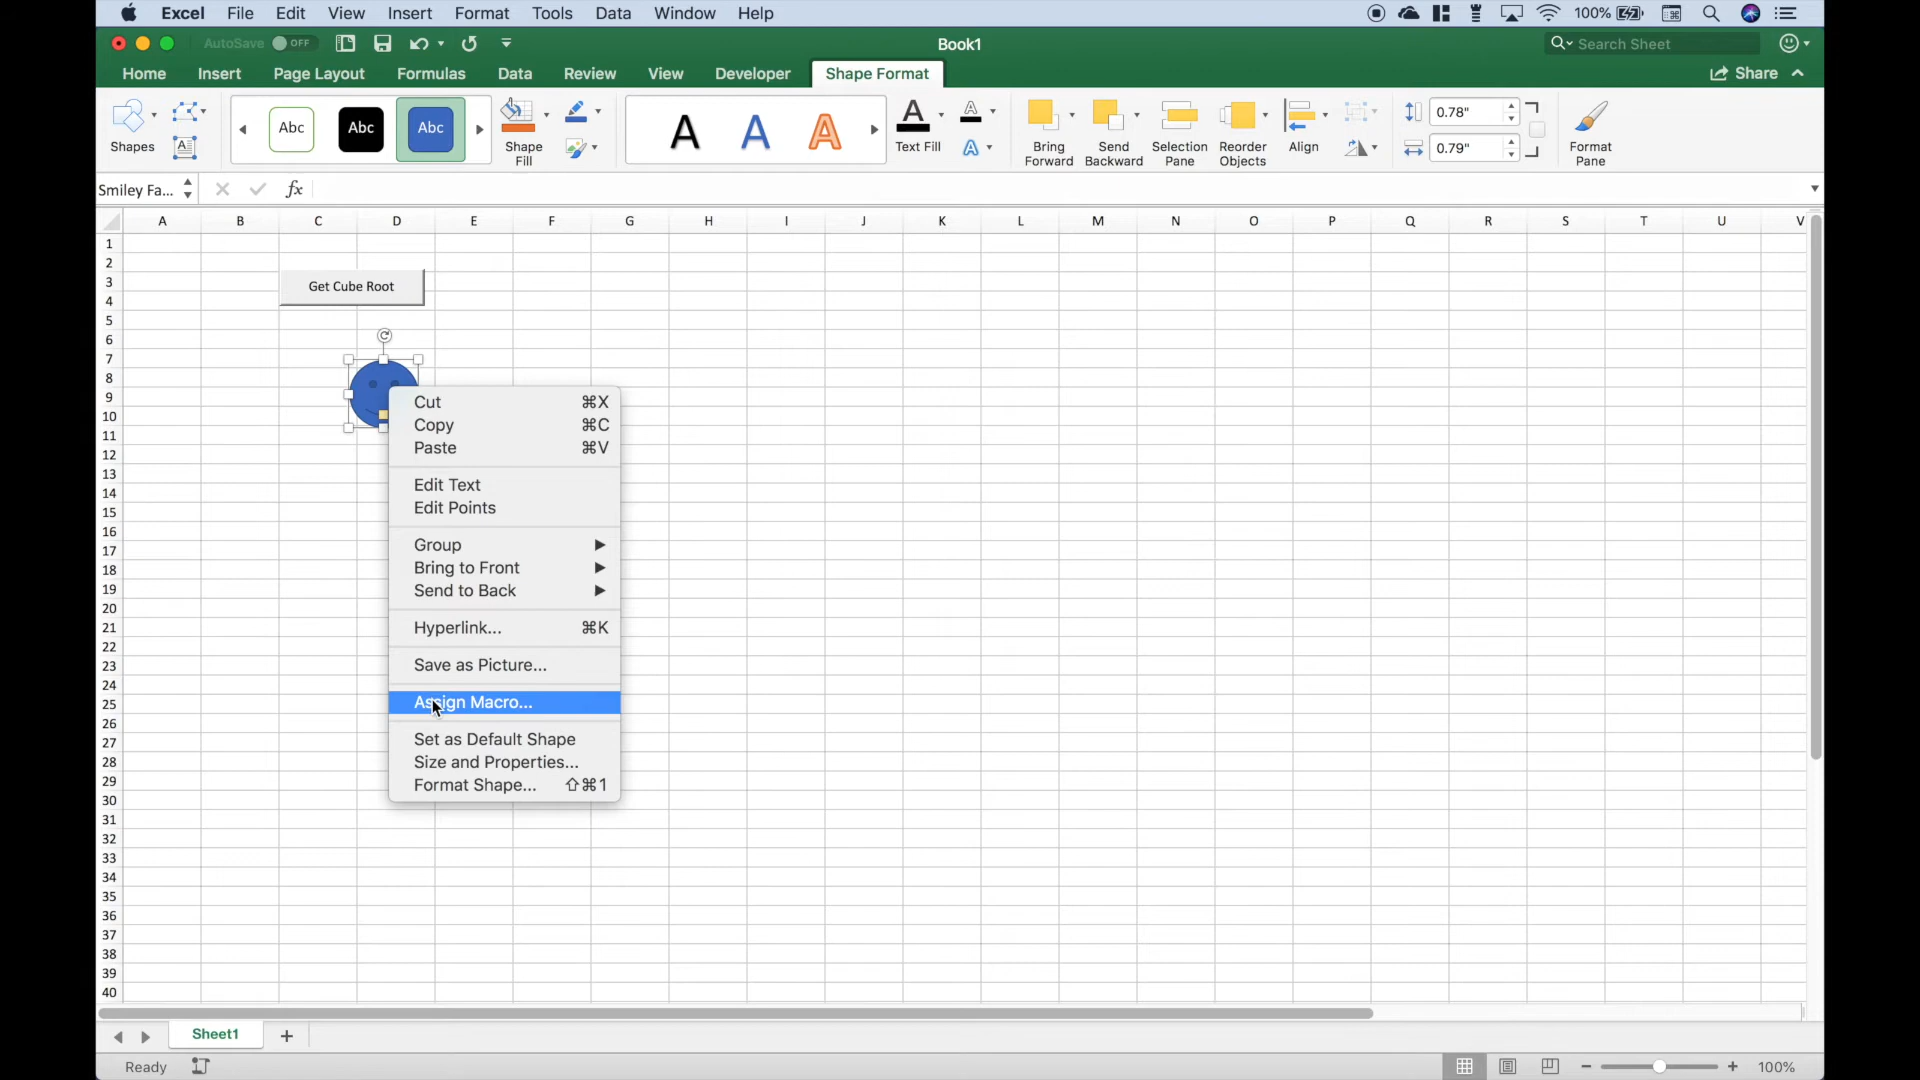 Excel File Edit View Insert Format Tools Data Window Help 100%
AutoSave OFF Book1 Search Sheet
Home Insert Page Layout Formulas Data Review View Developer Shape Format Share
Shapes Abc Abc Abc Shape Fill A A A Text Fill Bring Forward Send Backward Selection Pane Reorder Objects Align 0.78" 0.79" Format Pane
Smiley Fa... fx
A B C D E F G H I J K L M N O P Q R S T U V
1
2
3
Get Cube Root
4
5
6
7
8
9
10
11
12
13
14
15
16
17
18
19
20
21
22
23
24
25
26
27
28
29
30
31
32
33
34
35
36
37
38
39
40
Cut ⌘X
Copy ⌘C
Paste ⌘V
Edit Text
Edit Points
Group
Bring to Front
Send to Back
Hyperlink... ⌘K
Save as Picture...
Assign Macro...
Set as Default Shape
Size and Properties...
Format Shape... ⇧⌘1
Sheet1 +
Ready 100%